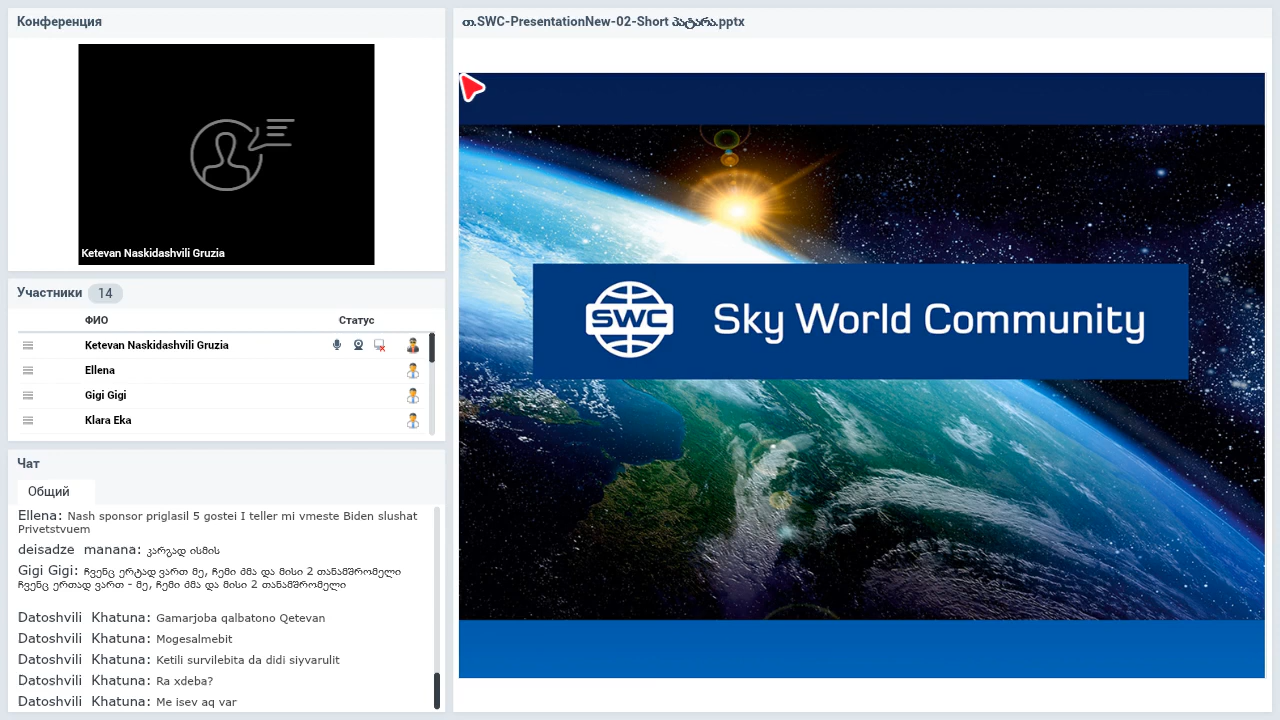 Конференция
Ketevan Naskidashvili Gruzia
Участники 14
ФИО Статус
Ketevan Naskidashvili Gruzia
Ellena
Gigi Gigi
Klara Eka
Чат
Общий
Ellena: Nash sponsor priglasil 5 gostei I teller mi vmeste Biden slushat
Privetstvuem
deisadze manana: კარგად ისმის
Gigi Gigi: ჩვენც ერტად ვართ მე, ჩემი ძმა და მისი 2 თანამშრომელი
ჩვენც ერთად ვართ - მე, ჩემი ძმა და მისი 2 თანამშრომელი
Datoshvili Khatuna: Gamarjoba qalbatono Qetevan
Datoshvili Khatuna: Mogesalmebit
Datoshvili Khatuna: Ketili survilebita da didi siyvarulit
Datoshvili Khatuna: Ra xdeba?
Datoshvili Khatuna: Me isev aq var
თ.SWC-PresentationNew-02-Short პატარა.pptx
SWC Sky World Community